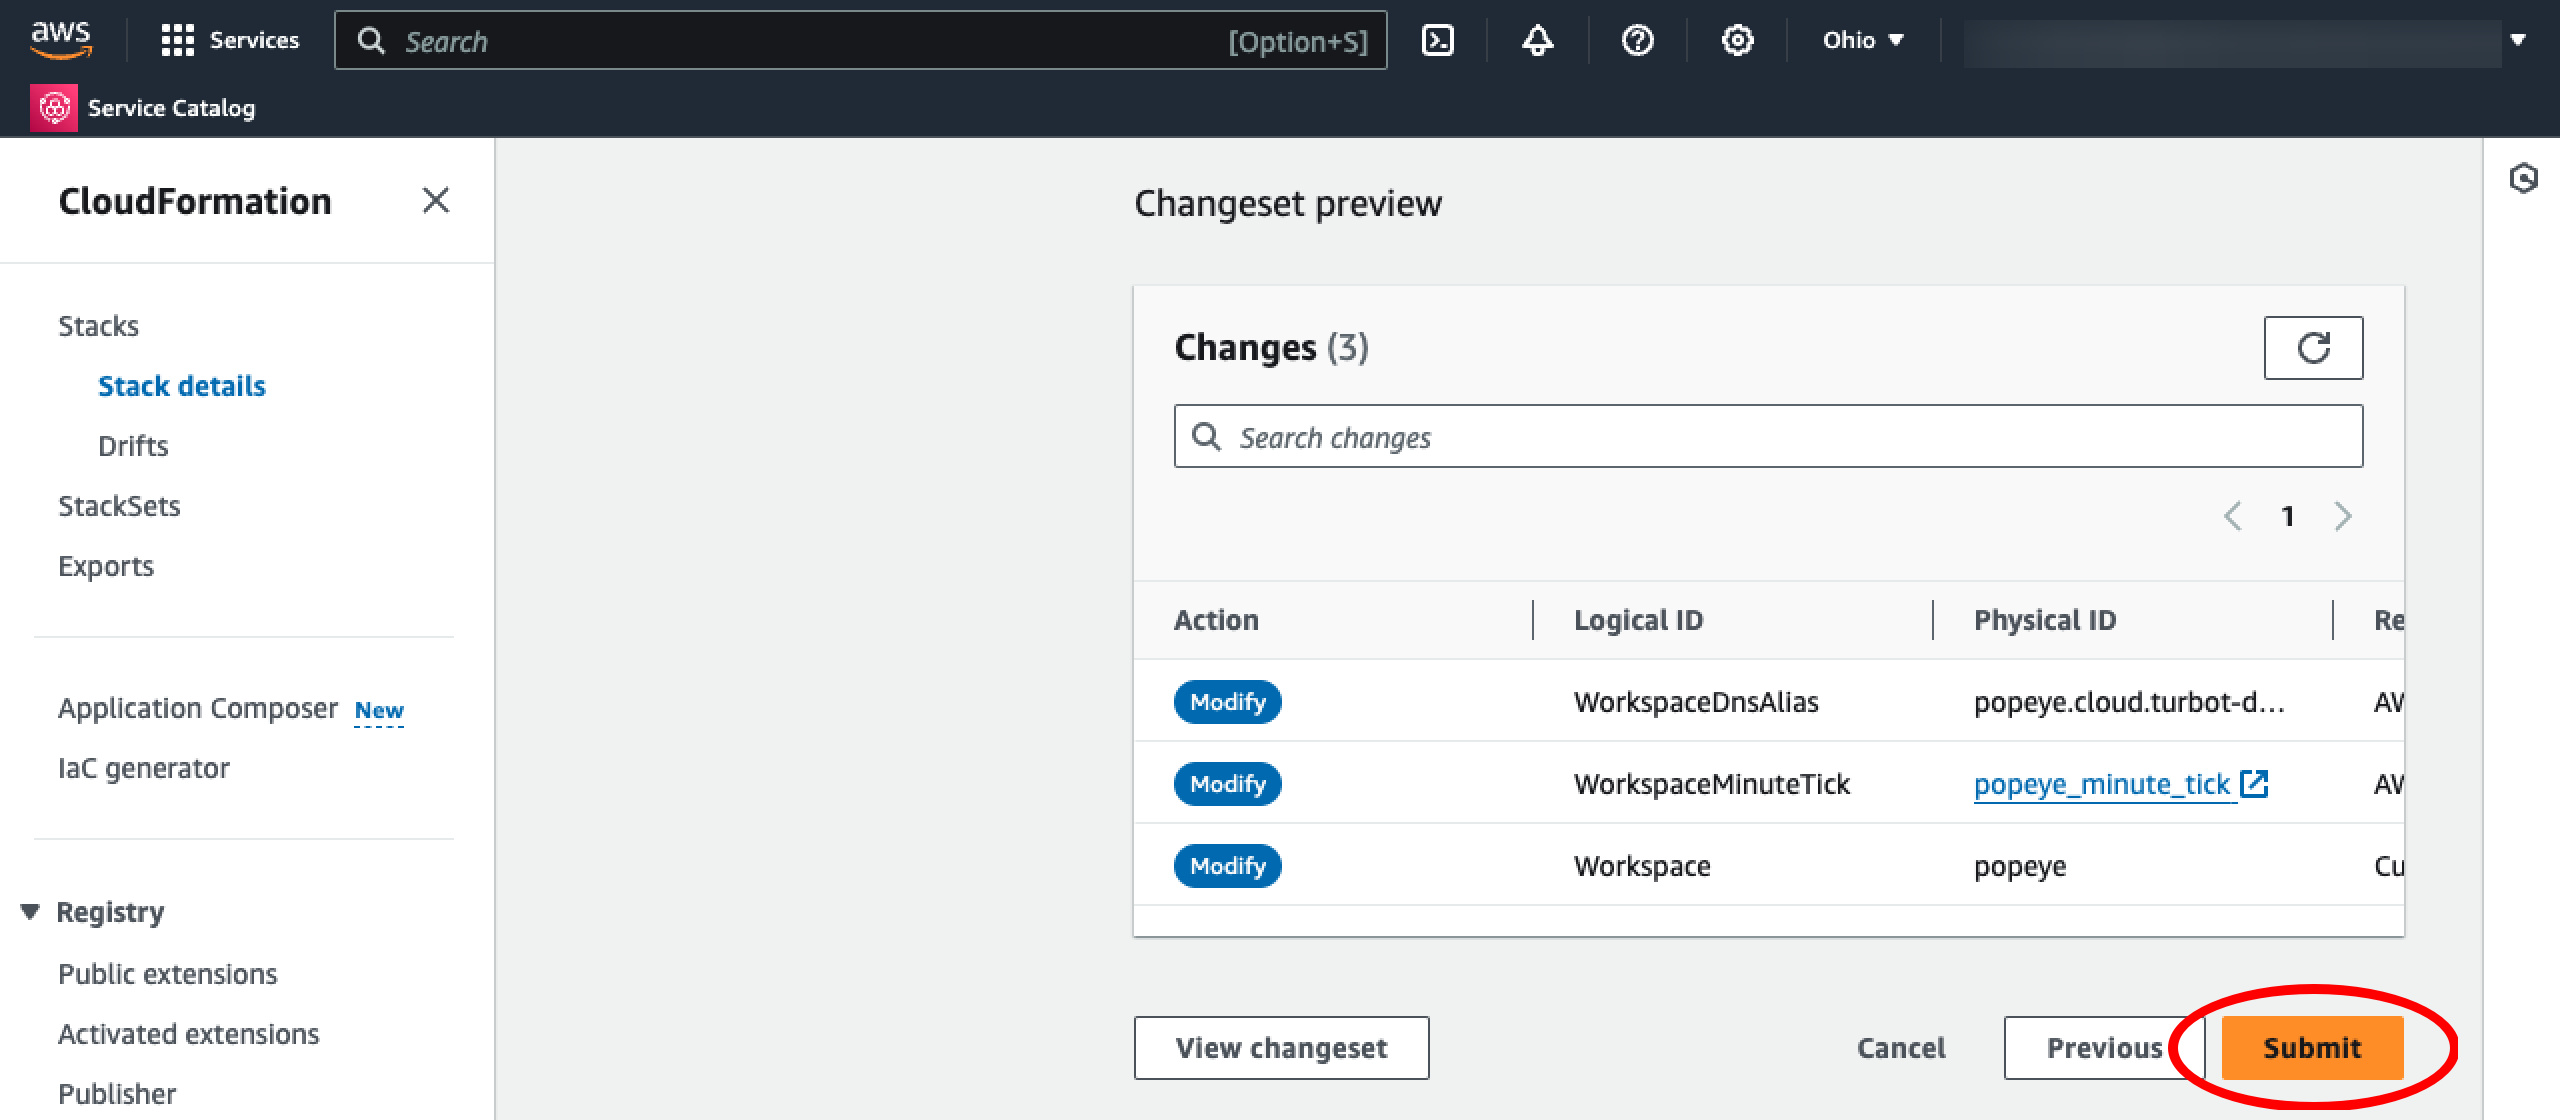 aws Services Search [Option+S] Ohio
Service Catalog
CloudFormation
Stacks
Stack details
Drifts
StackSets
Exports
Application Composer New
IaC generator
Registry
Public extensions
Activated extensions
Publisher
Changeset preview
Changes (3)
Search changes
1
Action Logical ID Physical ID Re
Modify WorkspaceDnsAlias popeye.cloud.turbot-d... AW
Modify WorkspaceMinuteTick popeye_minute_tick AW
Modify Workspace popeye Cu
View changeset Cancel Previous Submit